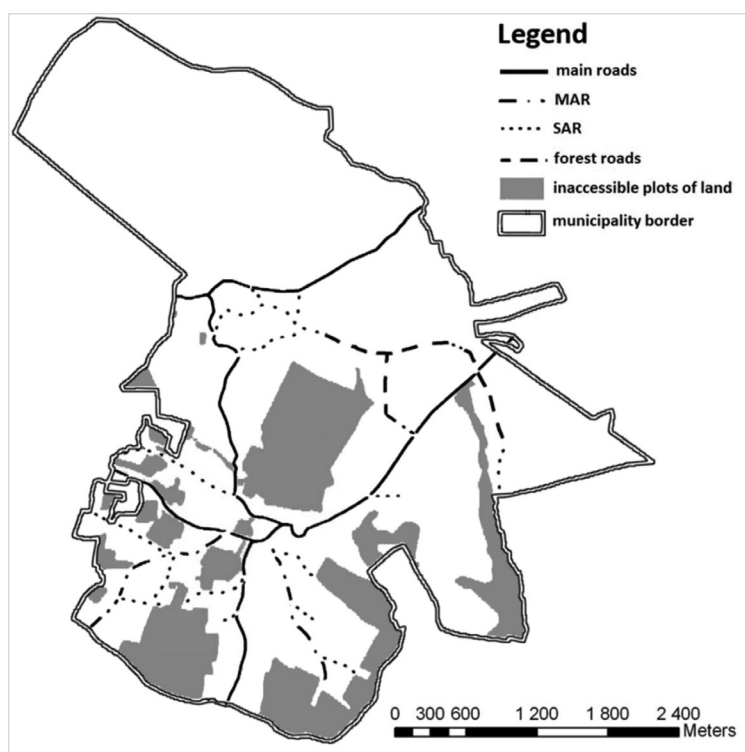 Legend
main roads
MAR
SAR
forest roads
inaccessible plots of land
municipality border
0 300 600 1 200 1 800 2 400
Meters